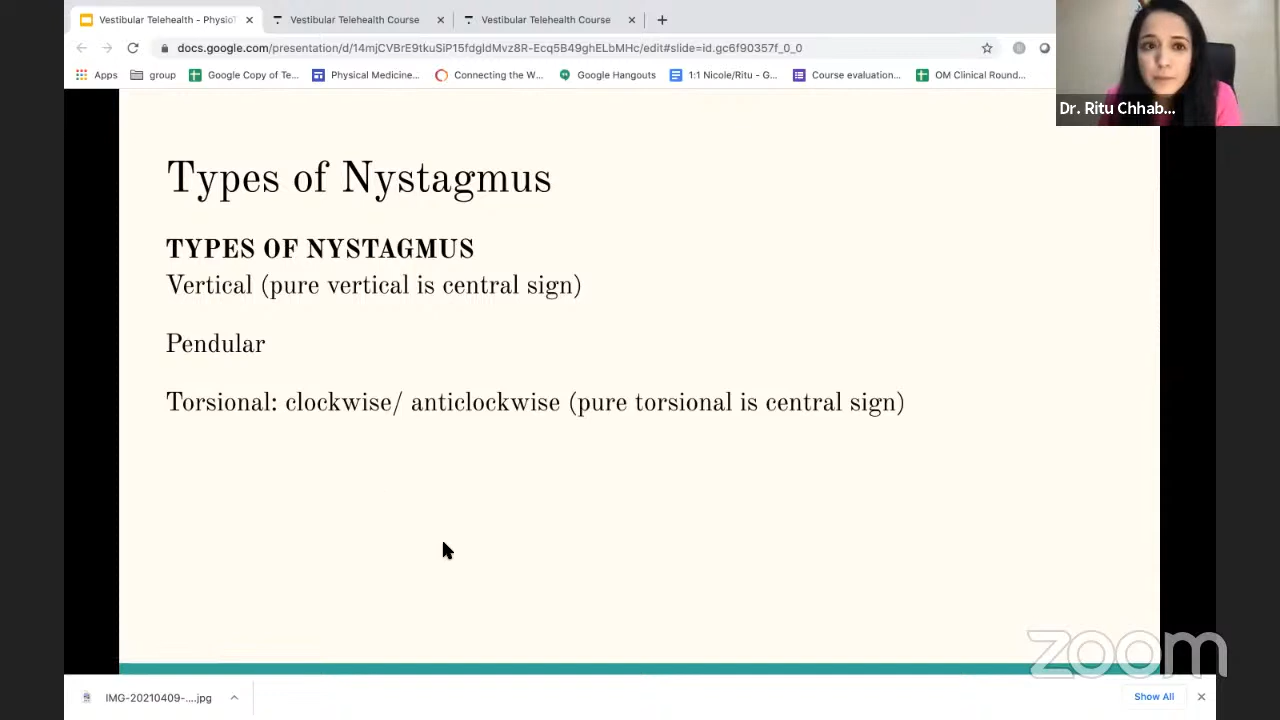 Vestibular Telehealth - PhysioT
Vestibular Telehealth Course
Vestibular Telehealth Course
docs.google.com/presentation/d/14mjCVBrE9tkuSiP15fdgIdMvz8R-Ecq5B49ghELbMHc/edit#slide=id.gc6f90357f_0_0
Apps
group
Google Copy of Te...
Physical Medicine...
Connecting the W...
Google Hangouts
1:1 Nicole/Ritu - G...
Course evaluation...
OM Clinical Round...
Dr. Ritu Chhab...
Types of Nystagmus
TYPES OF NYSTAGMUS
Vertical (pure vertical is central sign)
Pendular
Torsional: clockwise/ anticlockwise (pure torsional is central sign)
zoom
IMG-20210409-....jpg
Show All